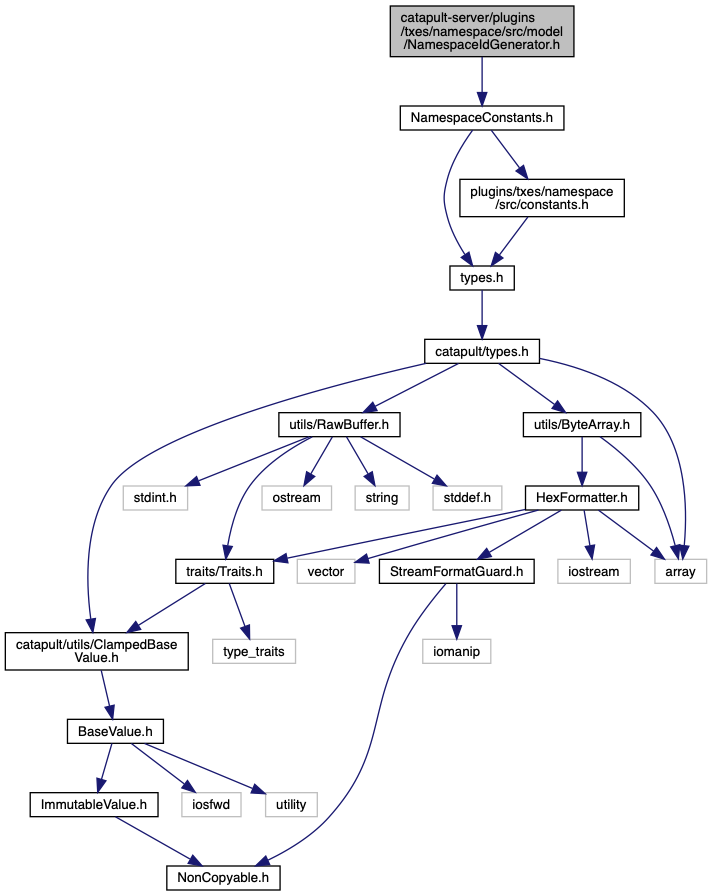 catapult-server/plugins
/txes/namespace/src/model
/NamespaceIdGenerator.h
NamespaceConstants.h
plugins/txes/namespace
/src/constants.h
types.h
catapult/types.h
utils/RawBuffer.h
utils/ByteArray.h
stdint.h
ostream
string
stddef.h
HexFormatter.h
traits/Traits.h
vector
StreamFormatGuard.h
iostream
array
catapult/utils/ClampedBase
Value.h
type_traits
iomanip
BaseValue.h
ImmutableValue.h
iosfwd
utility
NonCopyable.h